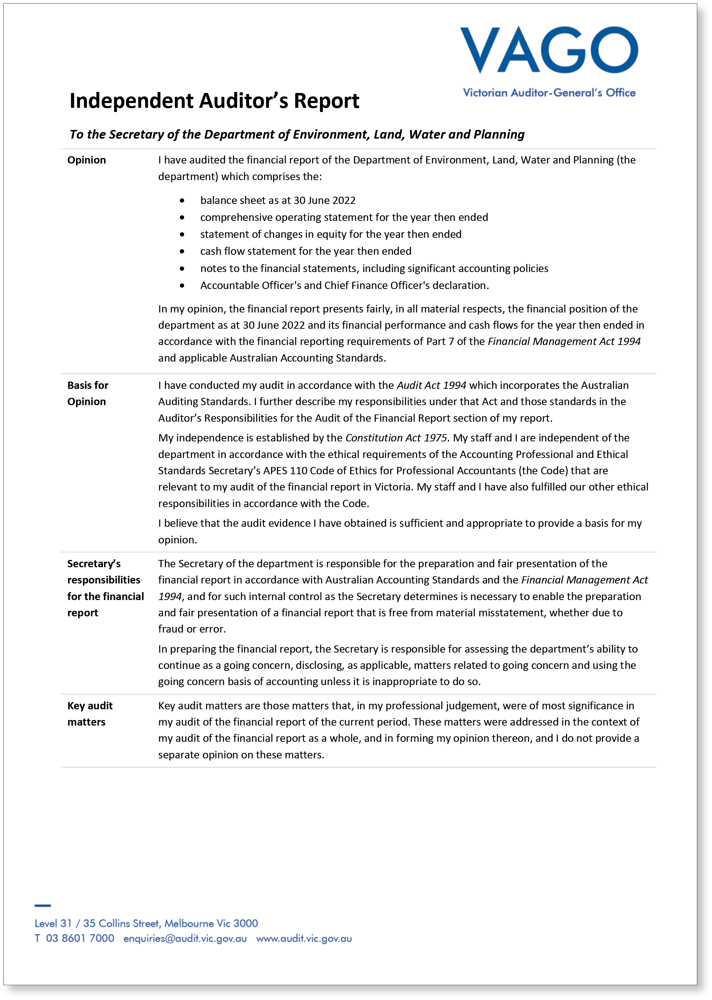 VAGO
Victorian Auditor-General's Office
Independent Auditor’s Report
To the Secretary of the Department of Environment, Land, Water and Planning
Opinion
I have audited the financial report of the Department of Environment, Land, Water and Planning (the
department) which comprises the:
• balance sheet as at 30 June 2022
• comprehensive operating statement for the year then ended
• statement of changes in equity for the year then ended
• cash flow statement for the year then ended
• notes to the financial statements, including significant accounting policies
• Accountable Officer's and Chief Finance Officer's declaration.
In my opinion, the financial report presents fairly, in all material respects, the financial position of the
department as at 30 June 2022 and its financial performance and cash flows for the year then ended in
accordance with the financial reporting requirements of Part 7 of the Financial Management Act 1994
and applicable Australian Accounting Standards.
Basis for
Opinion
I have conducted my audit in accordance with the Audit Act 1994 which incorporates the Australian
Auditing Standards. I further describe my responsibilities under that Act and those standards in the
Auditor’s Responsibilities for the Audit of the Financial Report section of my report.
My independence is established by the Constitution Act 1975. My staff and I are independent of the
department in accordance with the ethical requirements of the Accounting Professional and Ethical
Standards Secretary’s APES 110 Code of Ethics for Professional Accountants (the Code) that are
relevant to my audit of the financial report in Victoria. My staff and I have also fulfilled our other ethical
responsibilities in accordance with the Code.
I believe that the audit evidence I have obtained is sufficient and appropriate to provide a basis for my
opinion.
Secretary’s
responsibilities
for the financial
report
The Secretary of the department is responsible for the preparation and fair presentation of the
financial report in accordance with Australian Accounting Standards and the Financial Management Act
1994, and for such internal control as the Secretary determines is necessary to enable the preparation
and fair presentation of a financial report that is free from material misstatement, whether due to
fraud or error.
In preparing the financial report, the Secretary is responsible for assessing the department’s ability to
continue as a going concern, disclosing, as applicable, matters related to going concern and using the
going concern basis of accounting unless it is inappropriate to do so.
Key audit
matters
Key audit matters are those matters that, in my professional judgement, were of most significance in
my audit of the financial report of the current period. These matters were addressed in the context of
my audit of the financial report as a whole, and in forming my opinion thereon, and I do not provide a
separate opinion on these matters.
Level 31 / 35 Collins Street, Melbourne Vic 3000
T 03 8601 7000 enquiries@audit.vic.gov.au www.audit.vic.gov.au